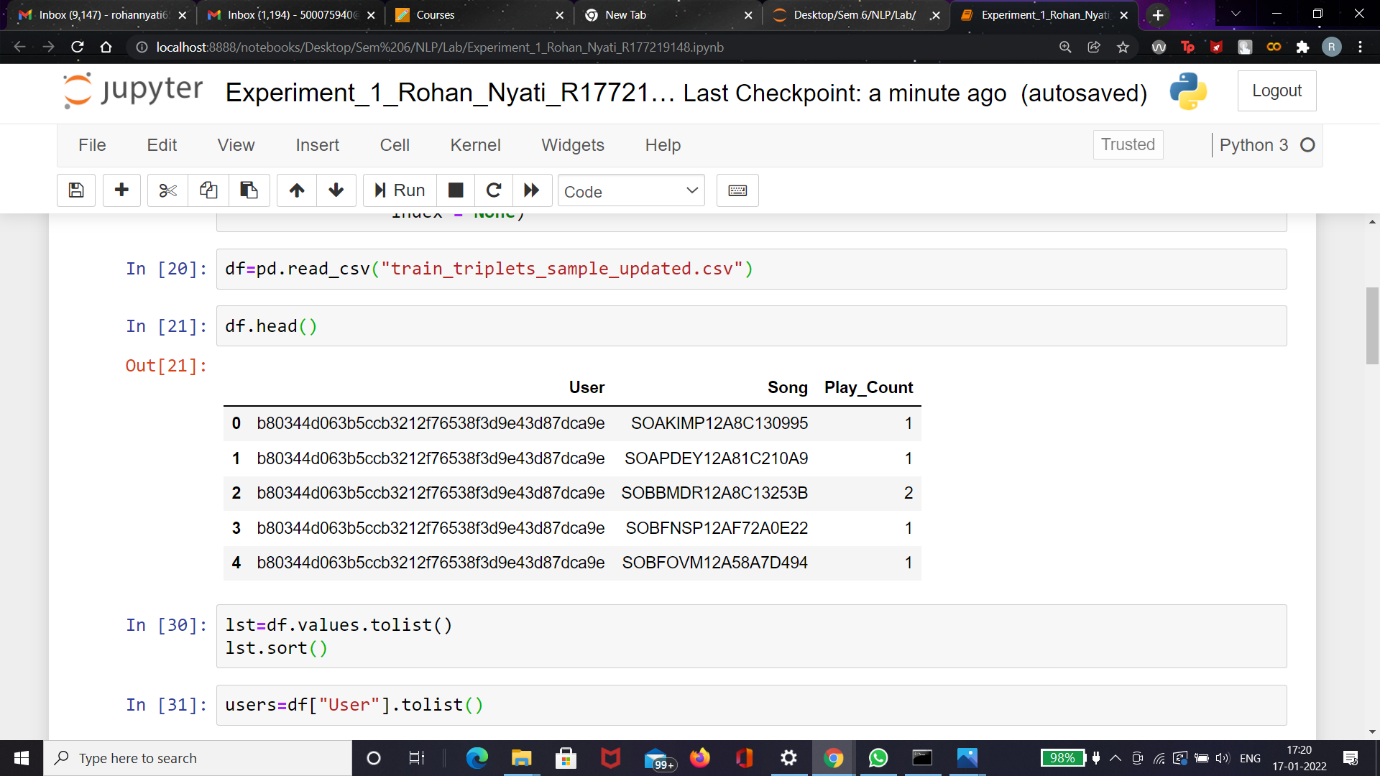 Inbox (9,147) - rohannyati6
Inbox (1,194) - 500075940@
Courses
New Tab
Desktop/Sem 6/NLP/Lab/
Experiment_1_Rohan_Nyati
localhost:8888/notebooks/Desktop/Sem%206/NLP/Lab/Experiment_1_Rohan_Nyati_R177219148.ipynb
R
jupyter Experiment_1_Rohan_Nyati_R17721... Last Checkpoint: a minute ago (autosaved)
Logout
File Edit View Insert Cell Kernel Widgets Help
Trusted
Python 3
Run
Code
index = None)
In [20]: df=pd.read_csv("train_triplets_sample_updated.csv")
In [21]: df.head()
Out[21]:
User Song Play_Count
0 b80344d063b5ccb3212f76538f3d9e43d87dca9e SOAKIMP12A8C130995 1
1 b80344d063b5ccb3212f76538f3d9e43d87dca9e SOAPDEY12A81C210A9 1
2 b80344d063b5ccb3212f76538f3d9e43d87dca9e SOBBMDR12A8C13253B 2
3 b80344d063b5ccb3212f76538f3d9e43d87dca9e SOBFNSP12AF72A0E22 1
4 b80344d063b5ccb3212f76538f3d9e43d87dca9e SOBFOVM12A58A7D494 1
In [30]: lst=df.values.tolist()
lst.sort()
In [31]: users=df["User"].tolist()
Type here to search
99+
98%
ENG
17:20
17-01-2022